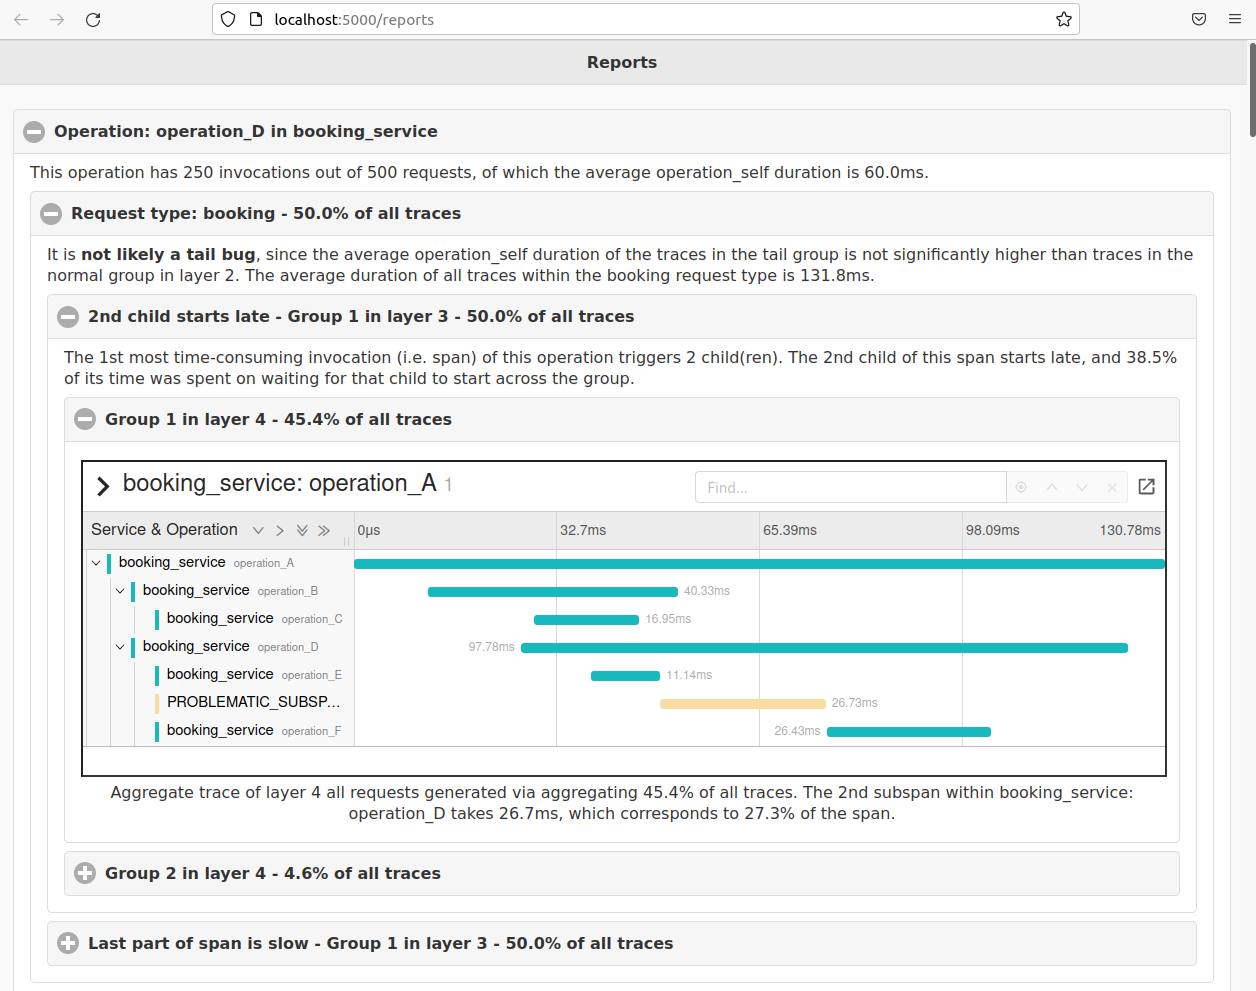 localhost:5000/reports
Reports
Operation: operation_D in booking_service
This operation has 250 invocations out of 500 requests, of which the average operation_self duration is 60.0ms.
Request type: booking - 50.0% of all traces
It is not likely a tail bug, since the average operation_self duration of the traces in the tail group is not significantly higher than traces in the
normal group in layer 2. The average duration of all traces within the booking request type is 131.8ms.
2nd child starts late - Group 1 in layer 3 - 50.0% of all traces
The 1st most time-consuming invocation (i.e. span) of this operation triggers 2 child(ren). The 2nd child of this span starts late, and 38.5%
of its time was spent on waiting for that child to start across the group.
Group 1 in layer 4 - 45.4% of all traces
booking_service: operation_A 1 Find...
Service & Operation 0μs 32.7ms 65.39ms 98.09ms 130.78ms
booking_service operation_A
booking_service operation_B 40.33ms
booking_service operation_C 16.95ms
booking_service operation_D 97.78ms
booking_service operation_E 11.14ms
PROBLEMATIC_SUBSP... 26.73ms
booking_service operation_F 26.43ms
Aggregate trace of layer 4 all requests generated via aggregating 45.4% of all traces. The 2nd subspan within booking_service:
operation_D takes 26.7ms, which corresponds to 27.3% of the span.
Group 2 in layer 4 - 4.6% of all traces
Last part of span is slow - Group 1 in layer 3 - 50.0% of all traces